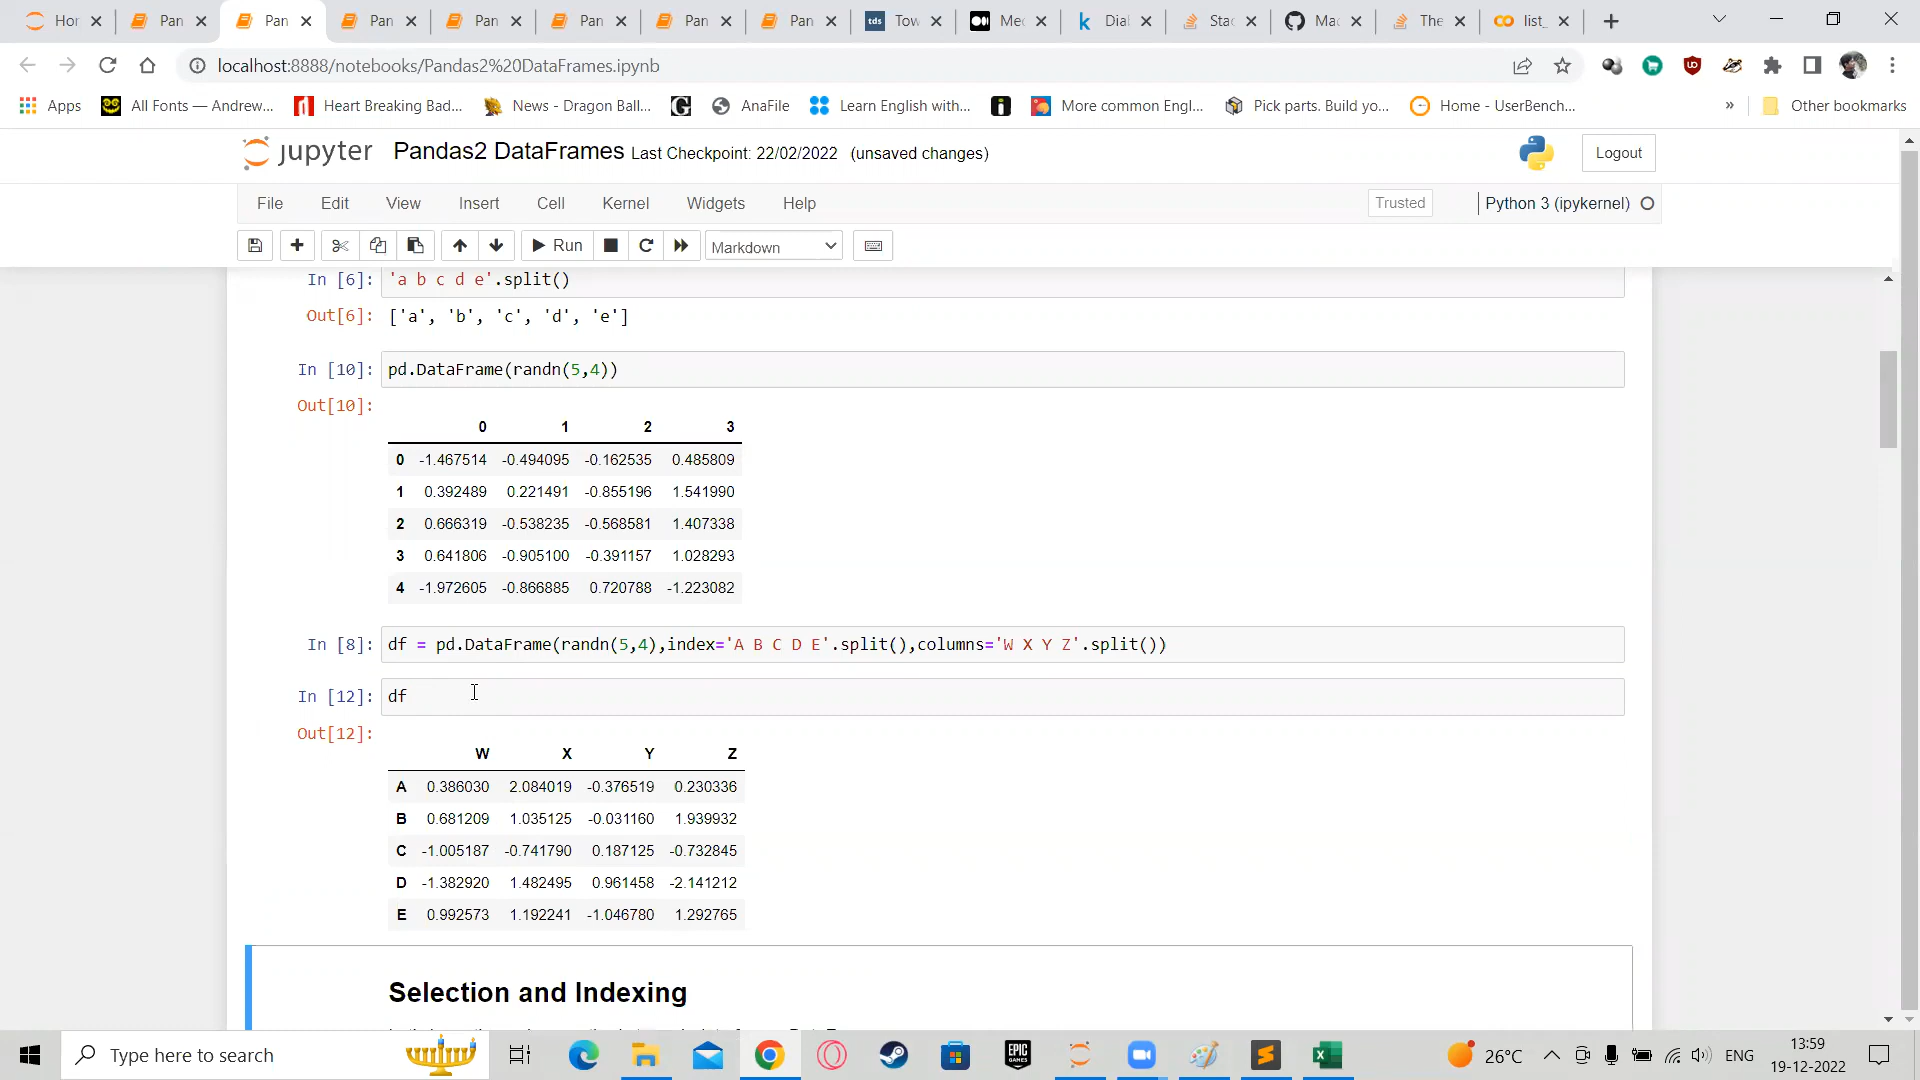 Hor
Pan
Pan
Pan
Pan
Pan
Pan
Pan
tds Tow
Mec
k Dial
Stac
Mac
The
list_
localhost:8888/notebooks/Pandas2%20DataFrames.ipynb
Apps
All Fonts — Andrew...
Heart Breaking Bad...
News - Dragon Ball...
AnaFile
Learn English with...
More common Engl...
Pick parts. Build yo...
Home - UserBench...
»
Other bookmarks
jupyter Pandas2 DataFrames Last Checkpoint: 22/02/2022 (unsaved changes)
Logout
File Edit View Insert Cell Kernel Widgets Help
Trusted
Python 3 (ipykernel)
Run
Markdown
In [6]: 'a b c d e'.split()
Out[6]: ['a', 'b', 'c', 'd', 'e']
In [10]: pd.DataFrame(randn(5,4))
Out[10]:
0 1 2 3
0 -1.467514 -0.494095 -0.162535 0.485809
1 0.392489 0.221491 -0.855196 1.541990
2 0.666319 -0.538235 -0.568581 1.407338
3 0.641806 -0.905100 -0.391157 1.028293
4 -1.972605 -0.866885 0.720788 -1.223082
In [8]: df = pd.DataFrame(randn(5,4),index='A B C D E'.split(),columns='W X Y Z'.split())
In [12]: df
Out[12]:
W X Y Z
A 0.386030 2.084019 -0.376519 0.230336
B 0.681209 1.035125 -0.031160 1.939932
C -1.005187 -0.741790 0.187125 -0.732845
D -1.382920 1.482495 0.961458 -2.141212
E 0.992573 1.192241 -1.046780 1.292765
Selection and Indexing
Type here to search
EPIC GAMES
26°C
ENG
13:59
19-12-2022